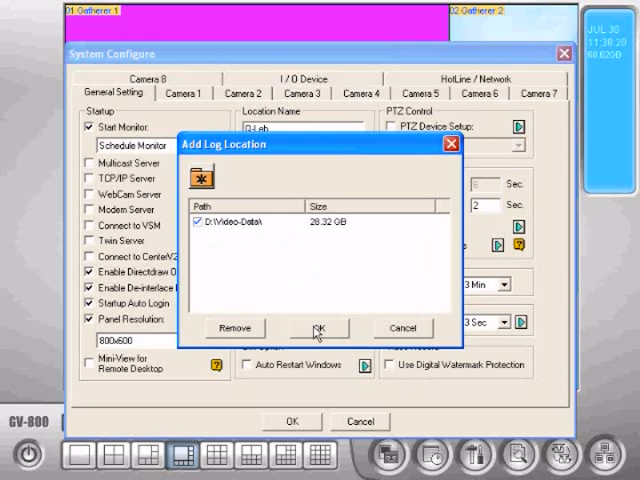 01 Gatherer 1
02 Gatherer 2
JUL 30
11:38:20
68.62GB
System Configure
Camera 8
I / O Device
HotLine / Network
General Setting
Camera 1
Camera 2
Camera 3
Camera 4
Camera 5
Camera 6
Camera 7
Startup
Start Monitor:
Schedule Monitor
Multicast Server
TCP/IP Server
WebCam Server
Modem Server
Connect to VSM
Twin Server
Connect to CenterV2
Enable Directdraw O
Enable De-interlace
Startup Auto Login
Panel Resolution:
800x600
Mini-View for
Remote Desktop
Location Name
PTZ Control
PTZ Device Setup:
6 Sec.
2 Sec.
3 Min
3 Sec
Add Log Location
Path
Size
D:\Video-Data\
28.32 GB
Remove
OK
Cancel
Auto Restart Windows
Use Digital Watermark Protection
OK
Cancel
GV-800